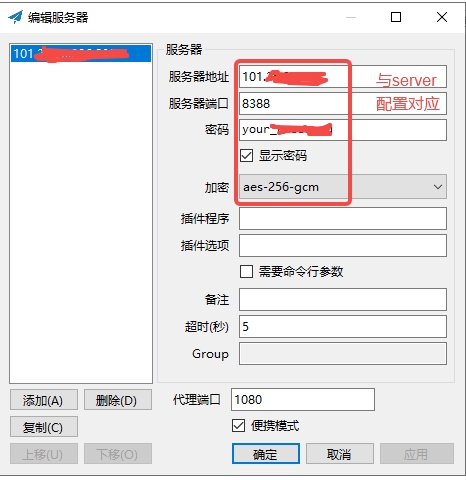 编辑服务器
101.
服务器
服务器地址 101.
与server
服务器端口 8388
配置对应
密码 your_
显示密码
加密 aes-256-gcm
插件程序
插件选项
需要命令行参数
备注
超时(秒) 5
Group
添加(A) 删除(D)
代理端口 1080
复制(C)
便携模式
上移(U) 下移(O)
确定 取消 应用